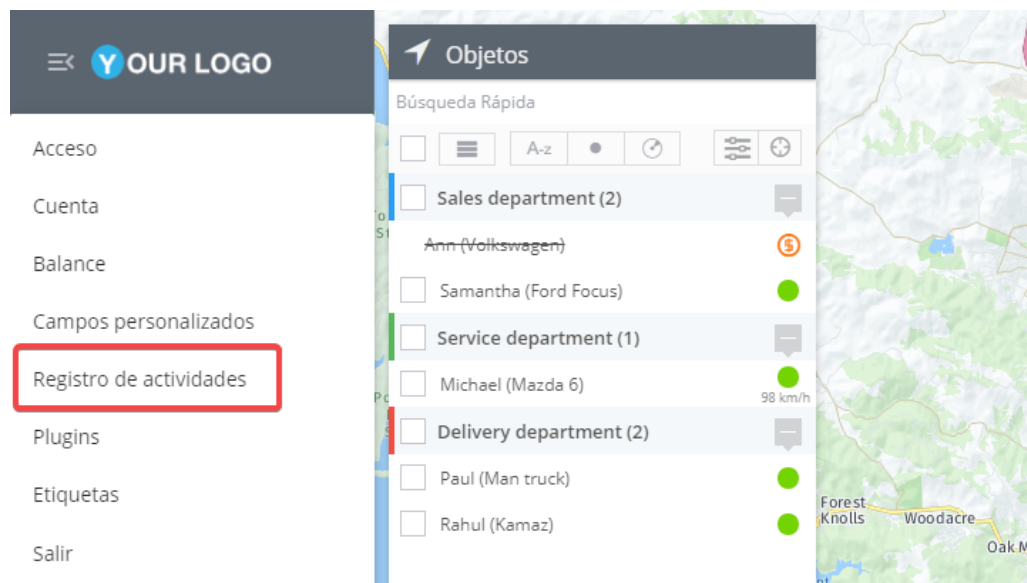 YOUR LOGO
Acceso
Cuenta
Balance
Campos personalizados
Registro de actividades
Plugins
Etiquetas
Salir
Objetos
Búsqueda Rápida
A-z
Sales department (2)
Ann (Volkswagen)
Samantha (Ford Focus)
Service department (1)
Michael (Mazda 6)
98 km/h
Delivery department (2)
Paul (Man truck)
Rahul (Kamaz)
Forest
Knolls
Woodacre
Oak